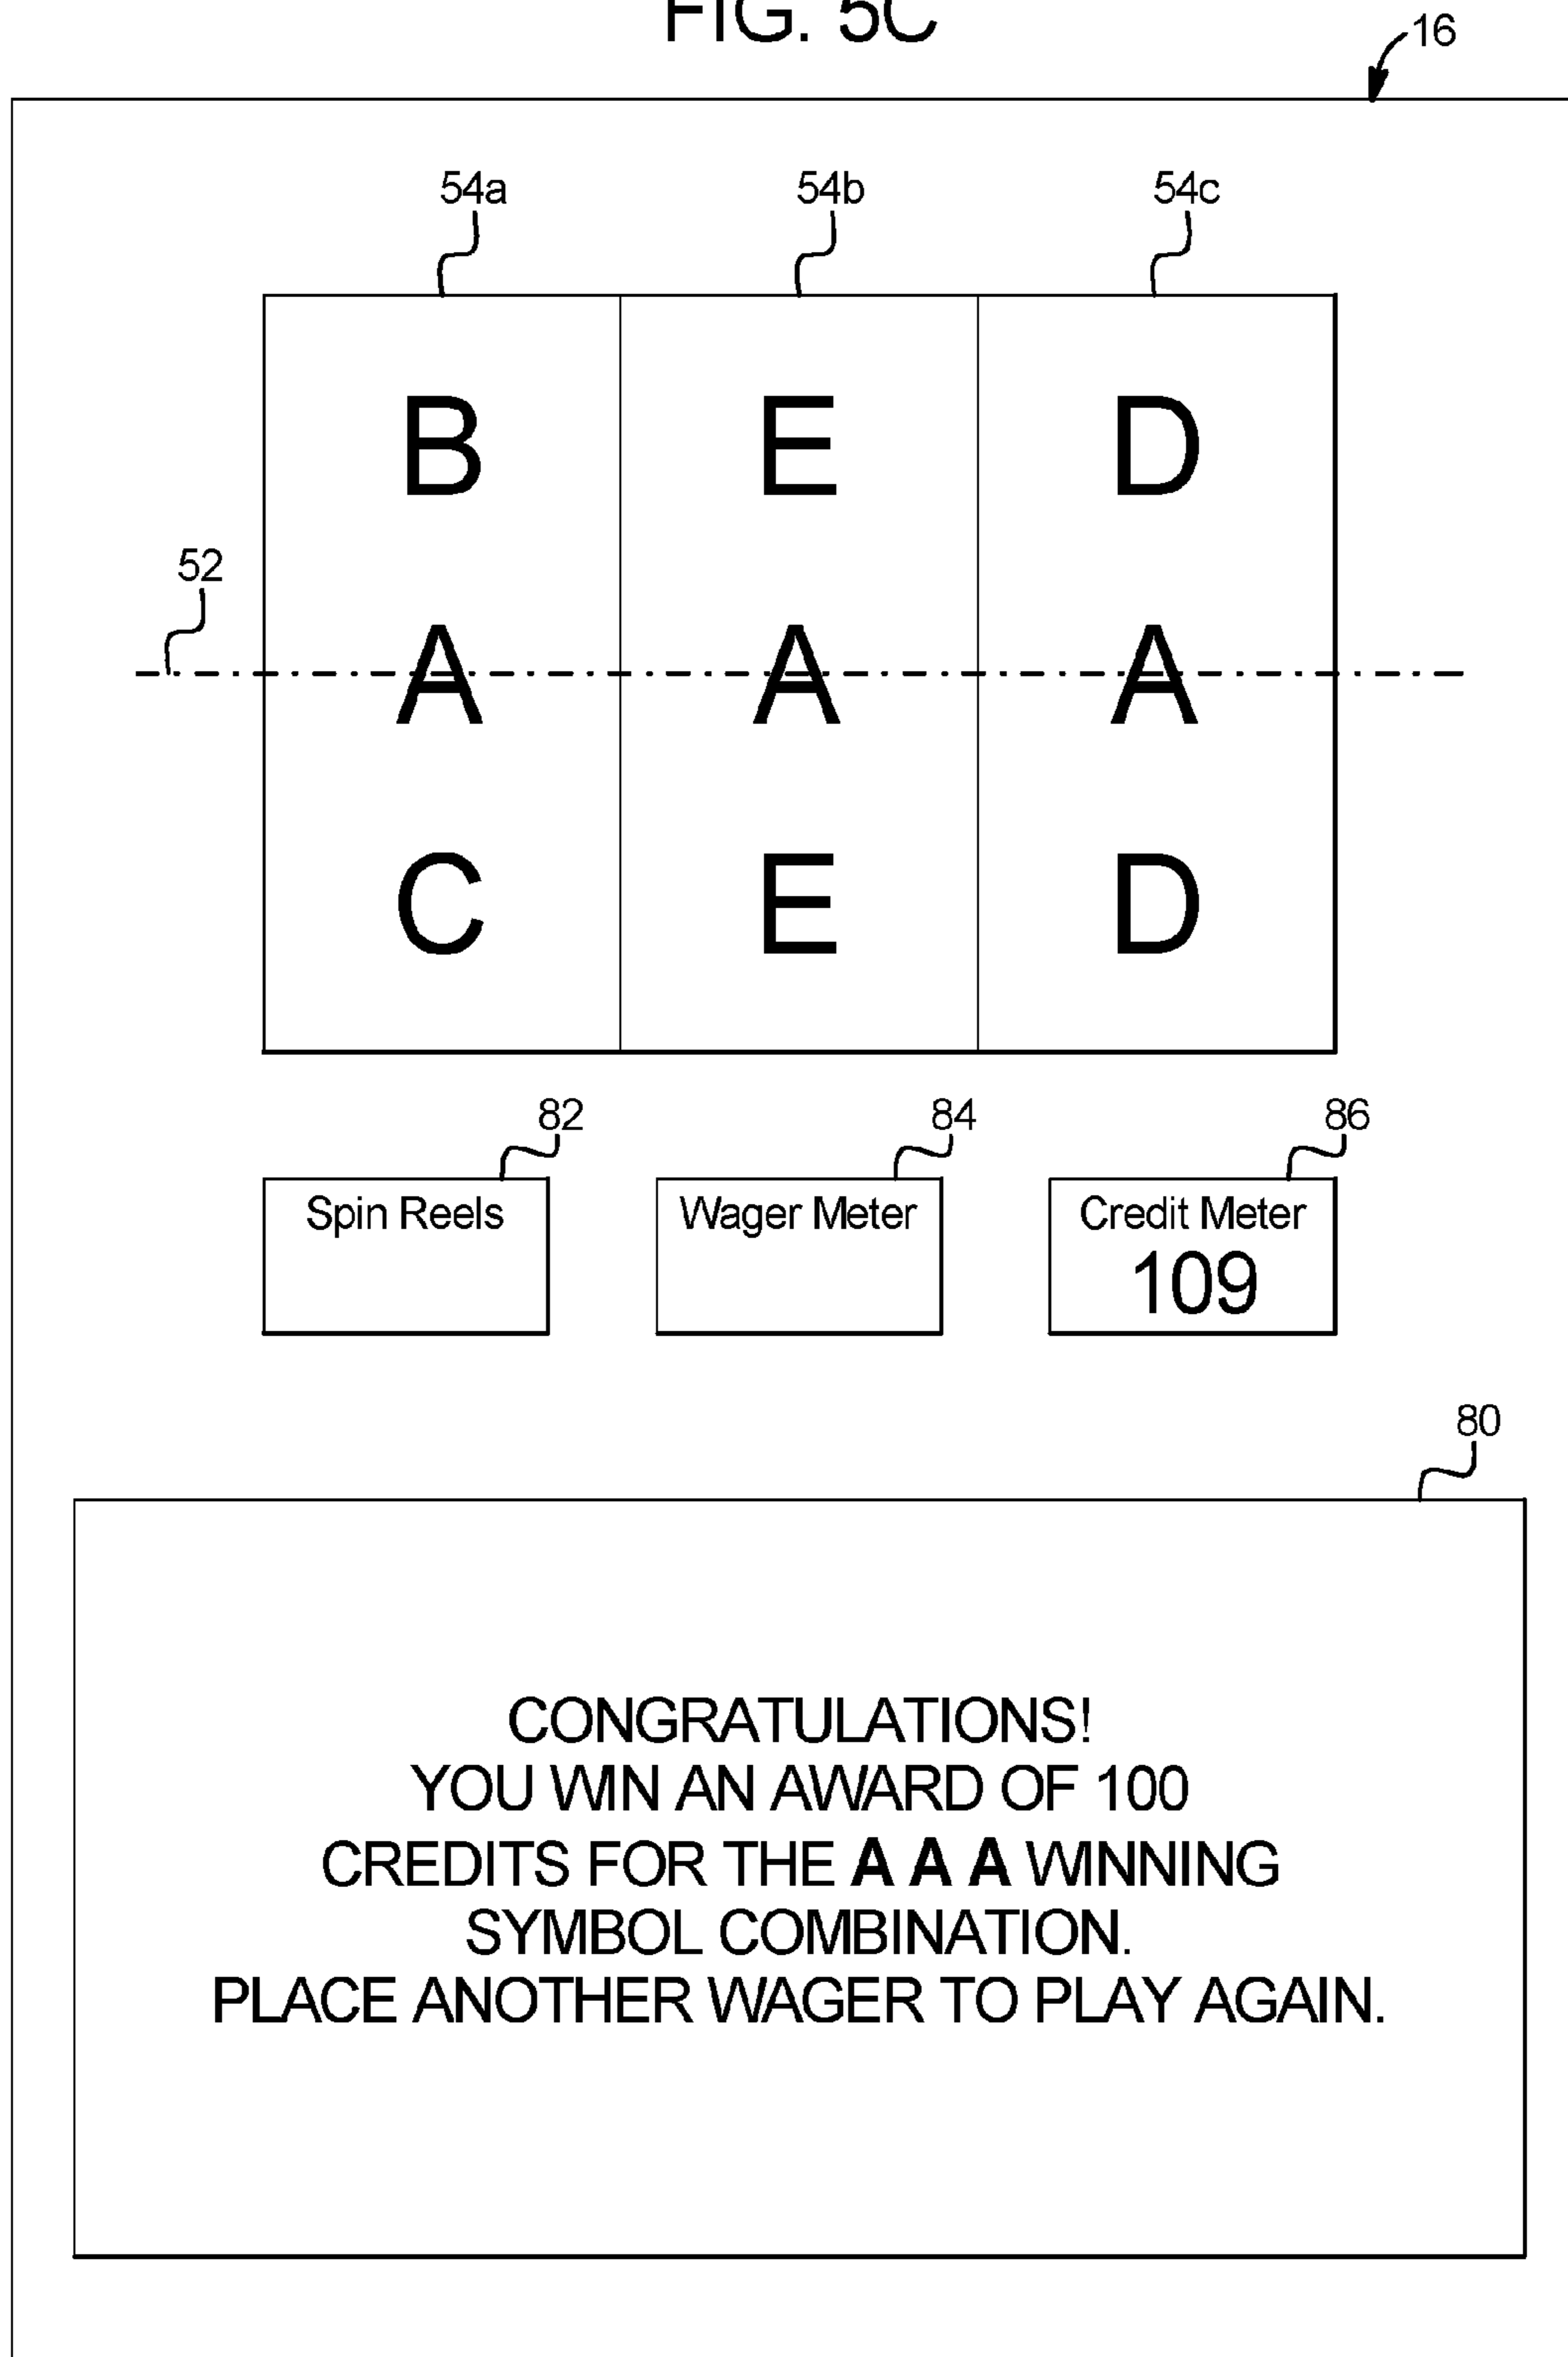 FIG. 5C
16
54a 54b 54c
B E D
52
A A A
C E D
82 84 86
Spin Reels Wager Meter Credit Meter
109
80
CONGRATULATIONS!
YOU WIN AN AWARD OF 100
CREDITS FOR THE A A A WINNING
SYMBOL COMBINATION.
PLACE ANOTHER WAGER TO PLAY AGAIN.